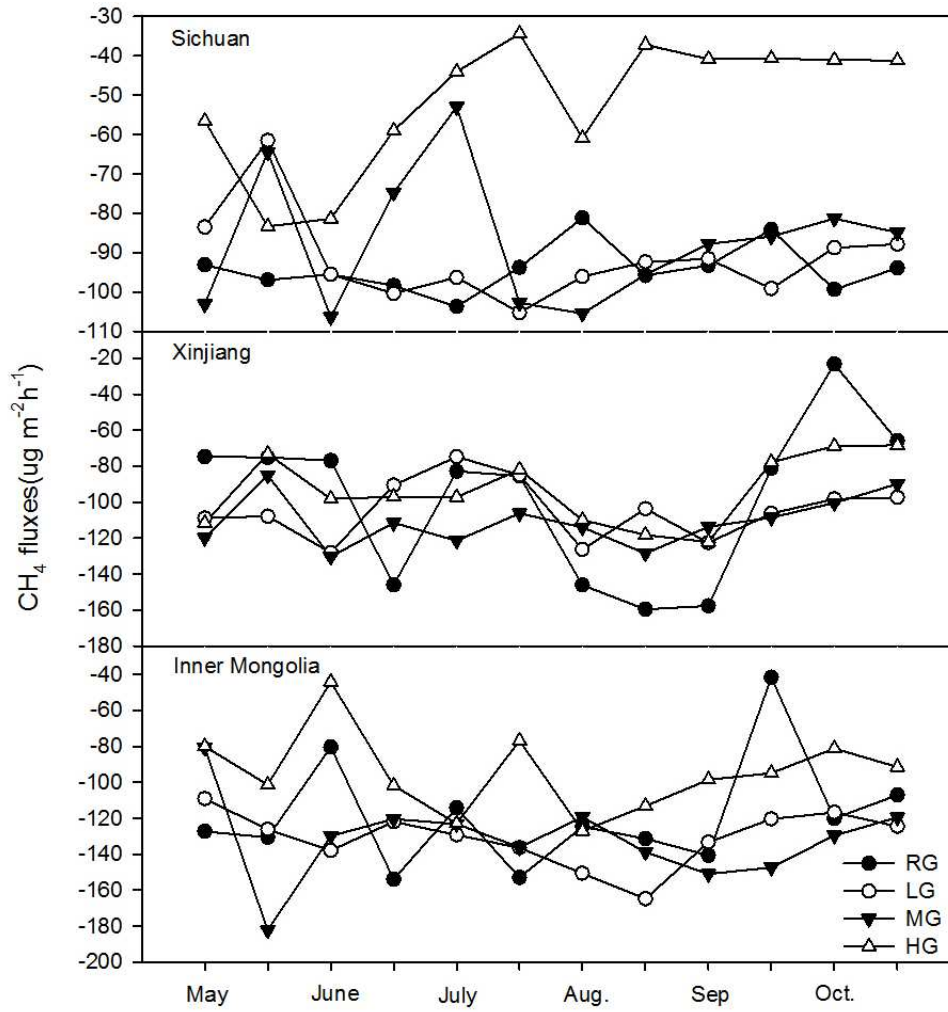 -30
Sichuan
-40
-50
-60
-70
-80
-90
-100
-110
Xinjiang
-20
-40
-60
-80
-100
-120
-140
-160
-180
Inner Mongolia
-40
-80
-100
-120
-140
-160
-180
-200
CH₄ fluxes(ug m⁻²h⁻¹)
RG
LG
MG
HG
May June July Aug. Sep Oct.